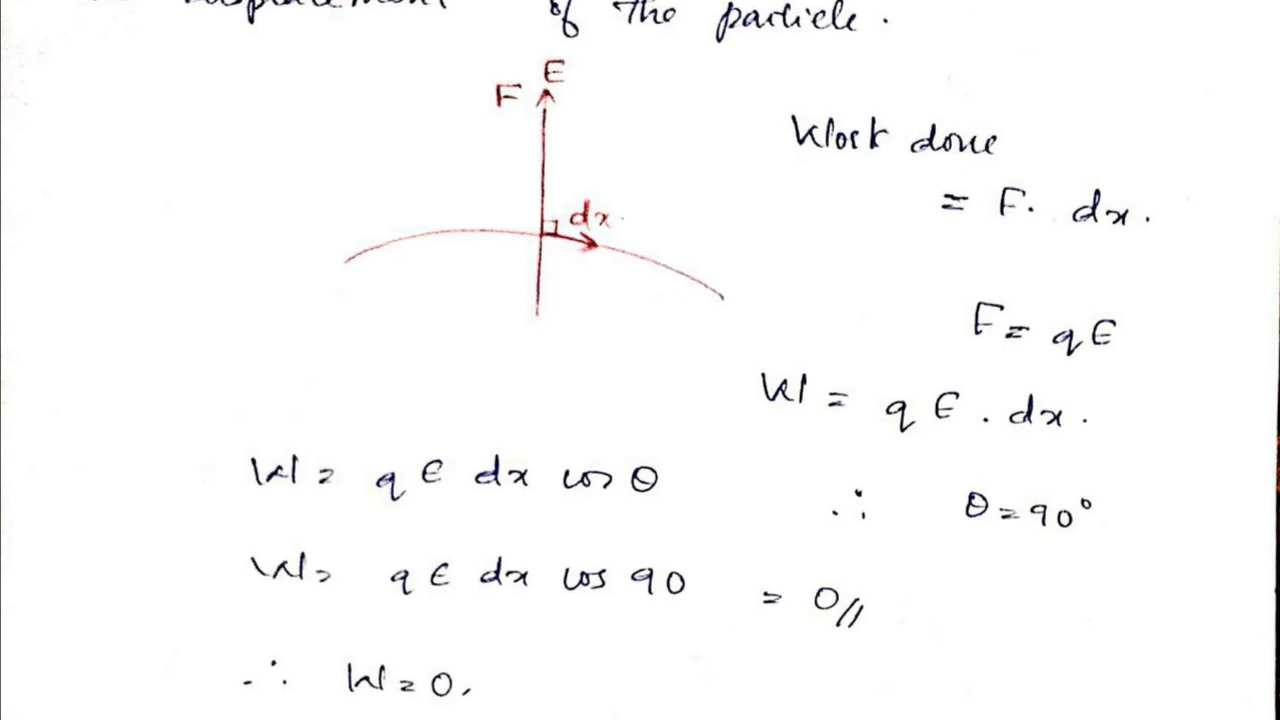 of the particle.
E
F
dx.
Work done
= F. dx.
F = qE
W = qE . dx.
W = qE dx cos θ
∴ θ = 90°
W = qE dx cos 90 = 0//
∴ W = 0.